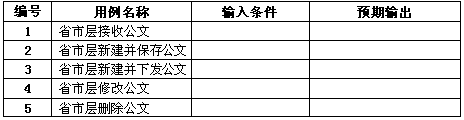 编号 用例名称 输入条件 预期输出
1 省市层接收公文
2 省市层新建并保存公文
3 省市层新建并下发公文
4 省市层修改公文
5 省市层删除公文